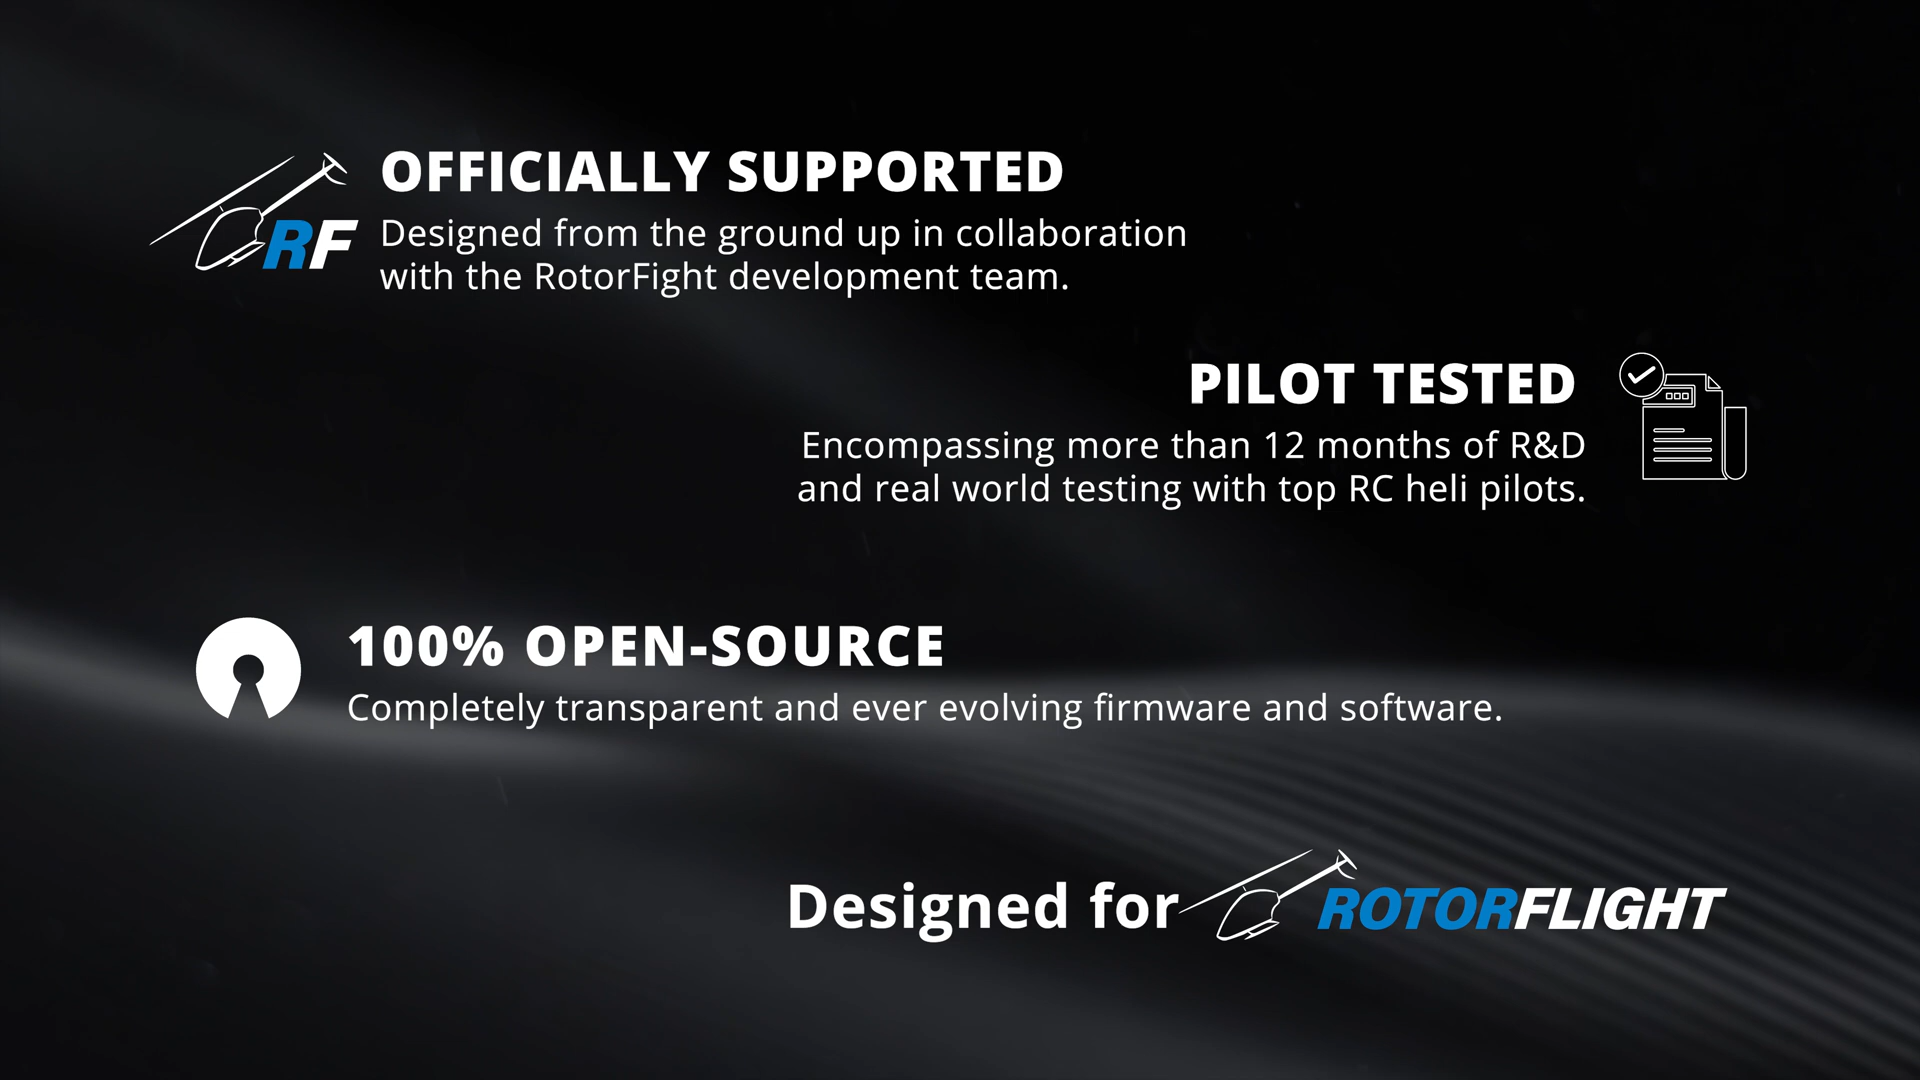 RF
OFFICIALLY SUPPORTED
Designed from the ground up in collaboration
with the RotorFight development team.
PILOT TESTED
Encompassing more than 12 months of R&D
and real world testing with top RC heli pilots.
100% OPEN-SOURCE
Completely transparent and ever evolving firmware and software.
Designed for ROTORFLIGHT